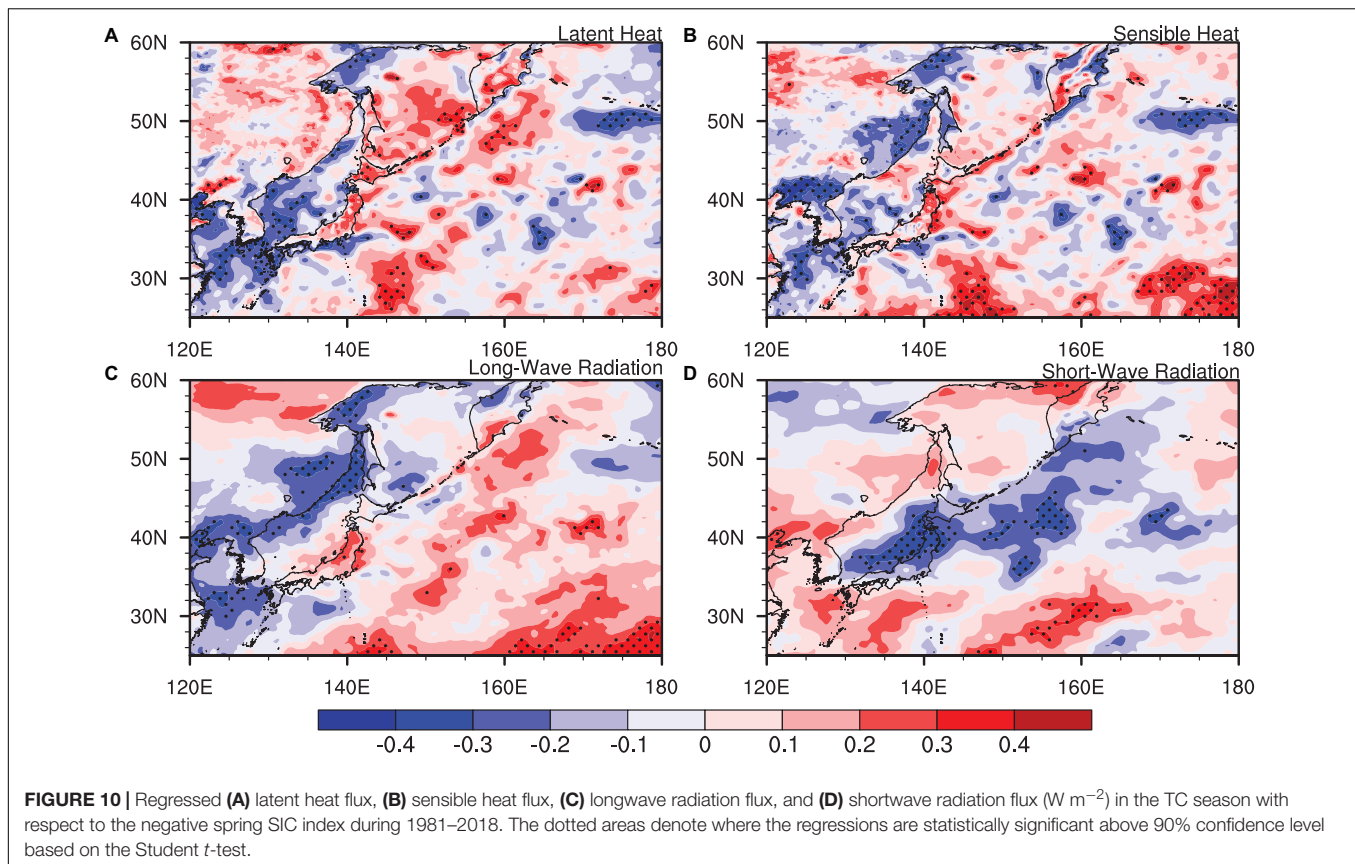 A Latent Heat
60N
50N
40N
30N
120E 140E 160E 180
B Sensible Heat
60N
50N
40N
30N
120E 140E 160E 180
C Long-Wave Radiation
60N
50N
40N
30N
120E 140E 160E 180
D Short-Wave Radiation
60N
50N
40N
30N
120E 140E 160E 180
-0.4 -0.3 -0.2 -0.1 0 0.1 0.2 0.3 0.4
FIGURE 10 | Regressed (A) latent heat flux, (B) sensible heat flux, (C) longwave radiation flux, and (D) shortwave radiation flux (W m⁻²) in the TC season with
respect to the negative spring SIC index during 1981–2018. The dotted areas denote where the regressions are statistically significant above 90% confidence level
based on the Student t-test.